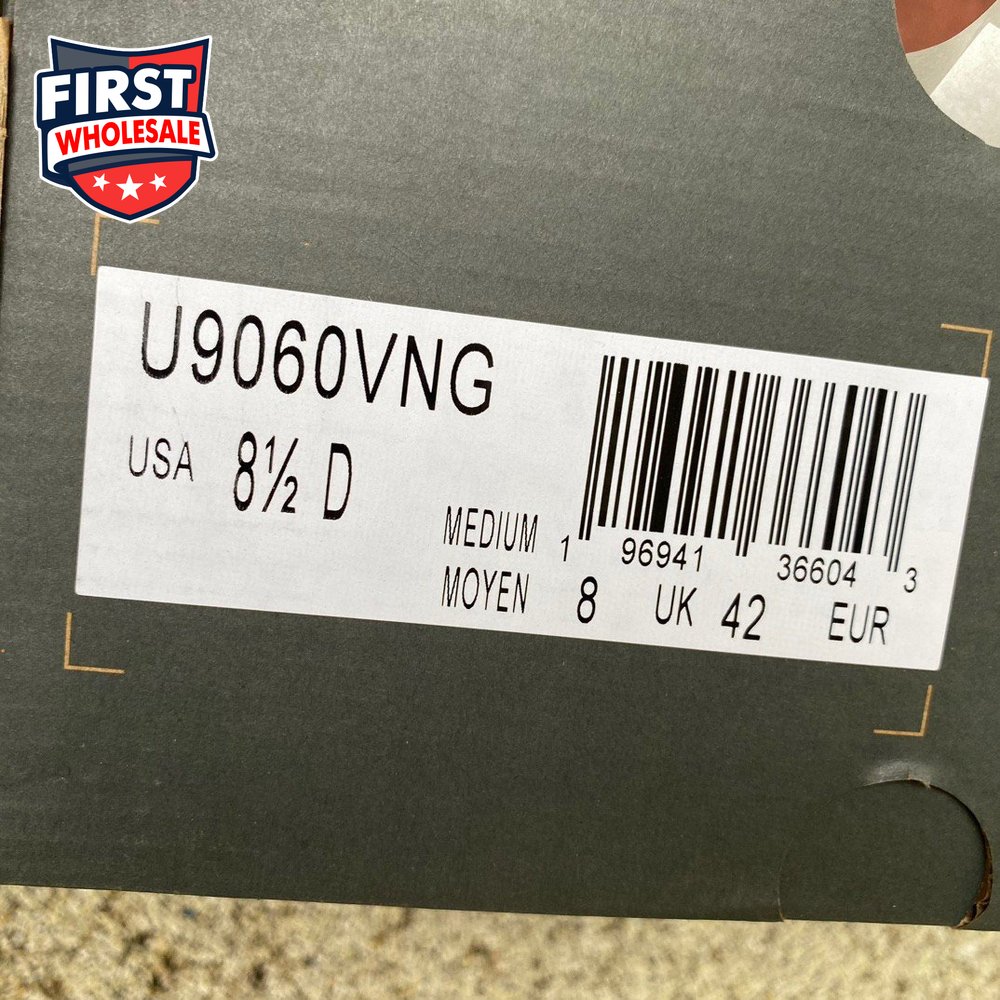 FIRST
WHOLESALE
U9060VNG
USA 8½ D
MEDIUM
MOYEN
1 96941 36604 3
8 UK 42 EUR